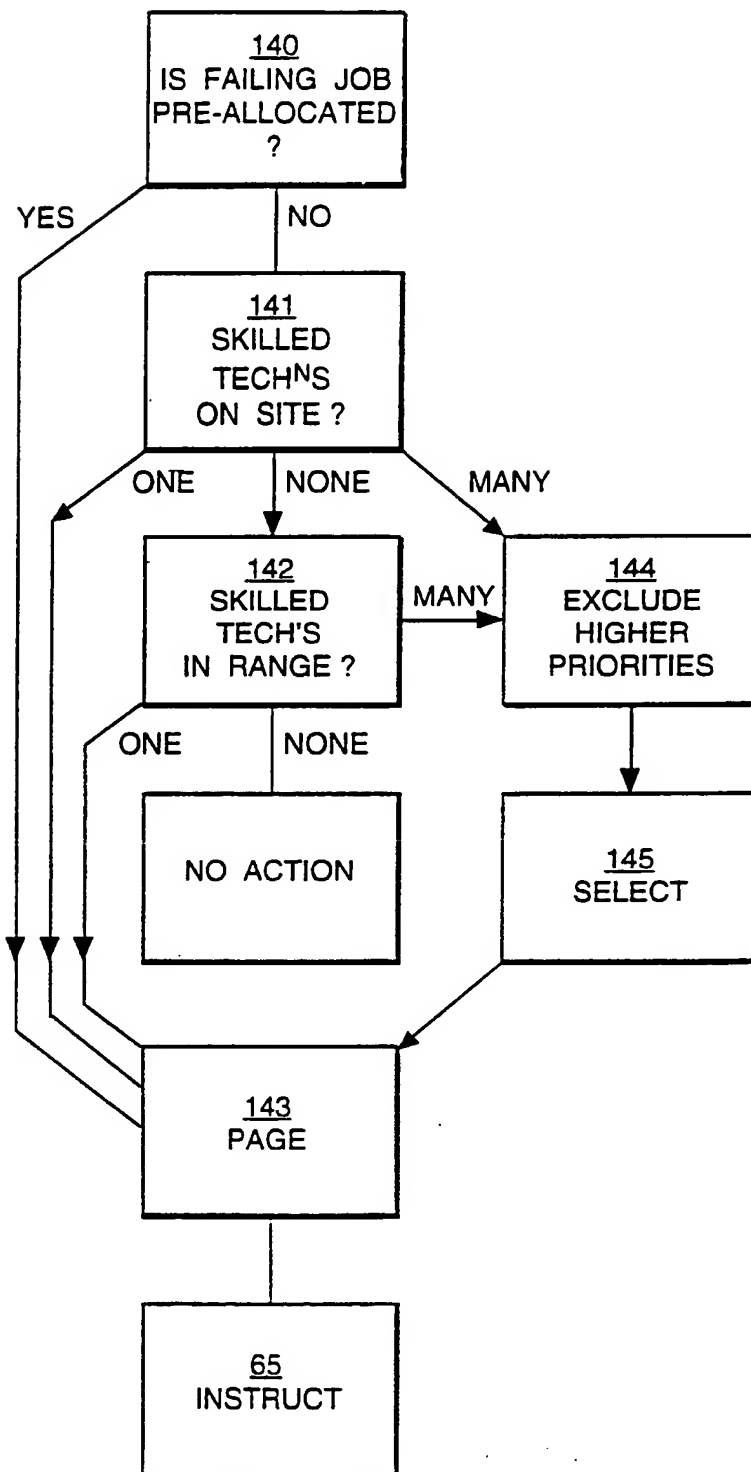 140
IS FAILING JOB
PRE-ALLOCATED
?
YES
NO
141
SKILLED
TECHᴺS
ON SITE ?
ONE
NONE
MANY
142
SKILLED
TECH'S
IN RANGE ?
MANY
144
EXCLUDE
HIGHER
PRIORITIES
ONE
NONE
NO ACTION
145
SELECT
143
PAGE
65
INSTRUCT